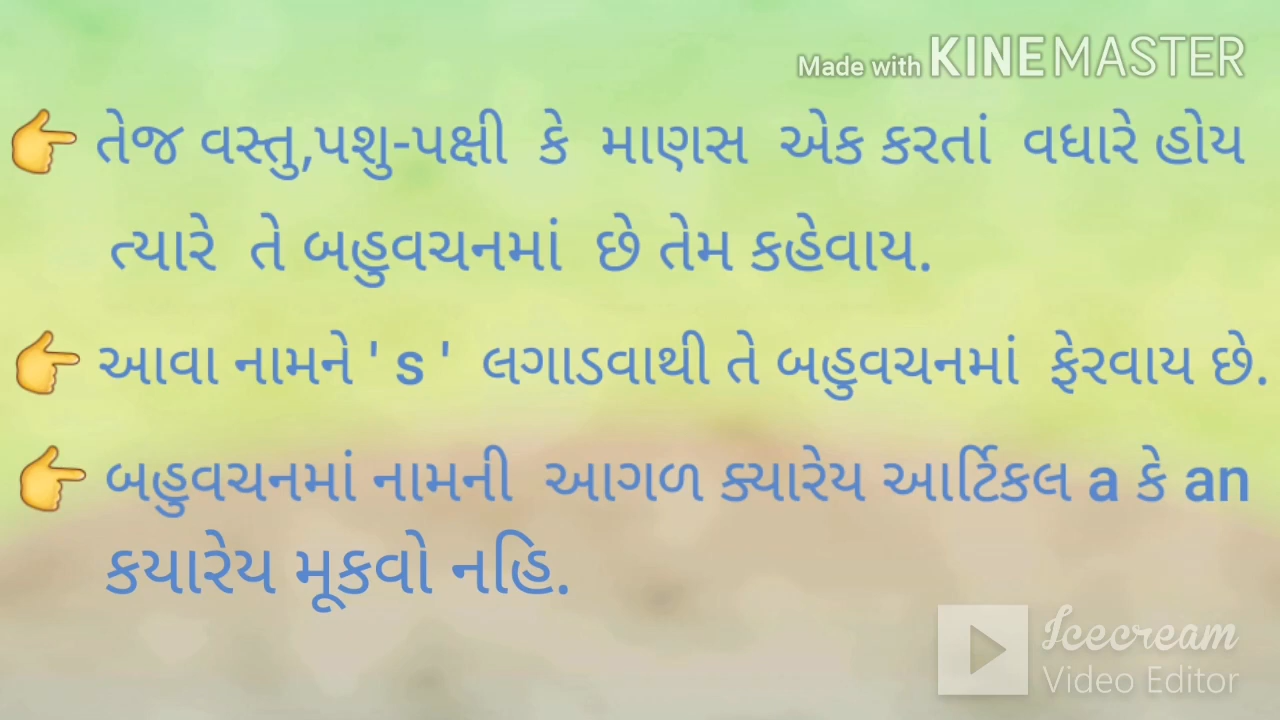 Made with KINEMASTER
👉 તેજ વસ્તુ,પશુ-પક્ષી કે માણસ એક કરતાં વધારે હોય
ત્યારે તે બહુવચનમાં છે તેમ કહેવાય.
👉 આવા નામને ' s ' લગાડવાથી તે બહુવચનમાં ફેરવાય છે.
👉 બહુવચનમાં નામની આગળ ક્યારેય આર્ટિકલ a કે an
કયારેય મૂકવો નહિ.
Icecream
Video Editor